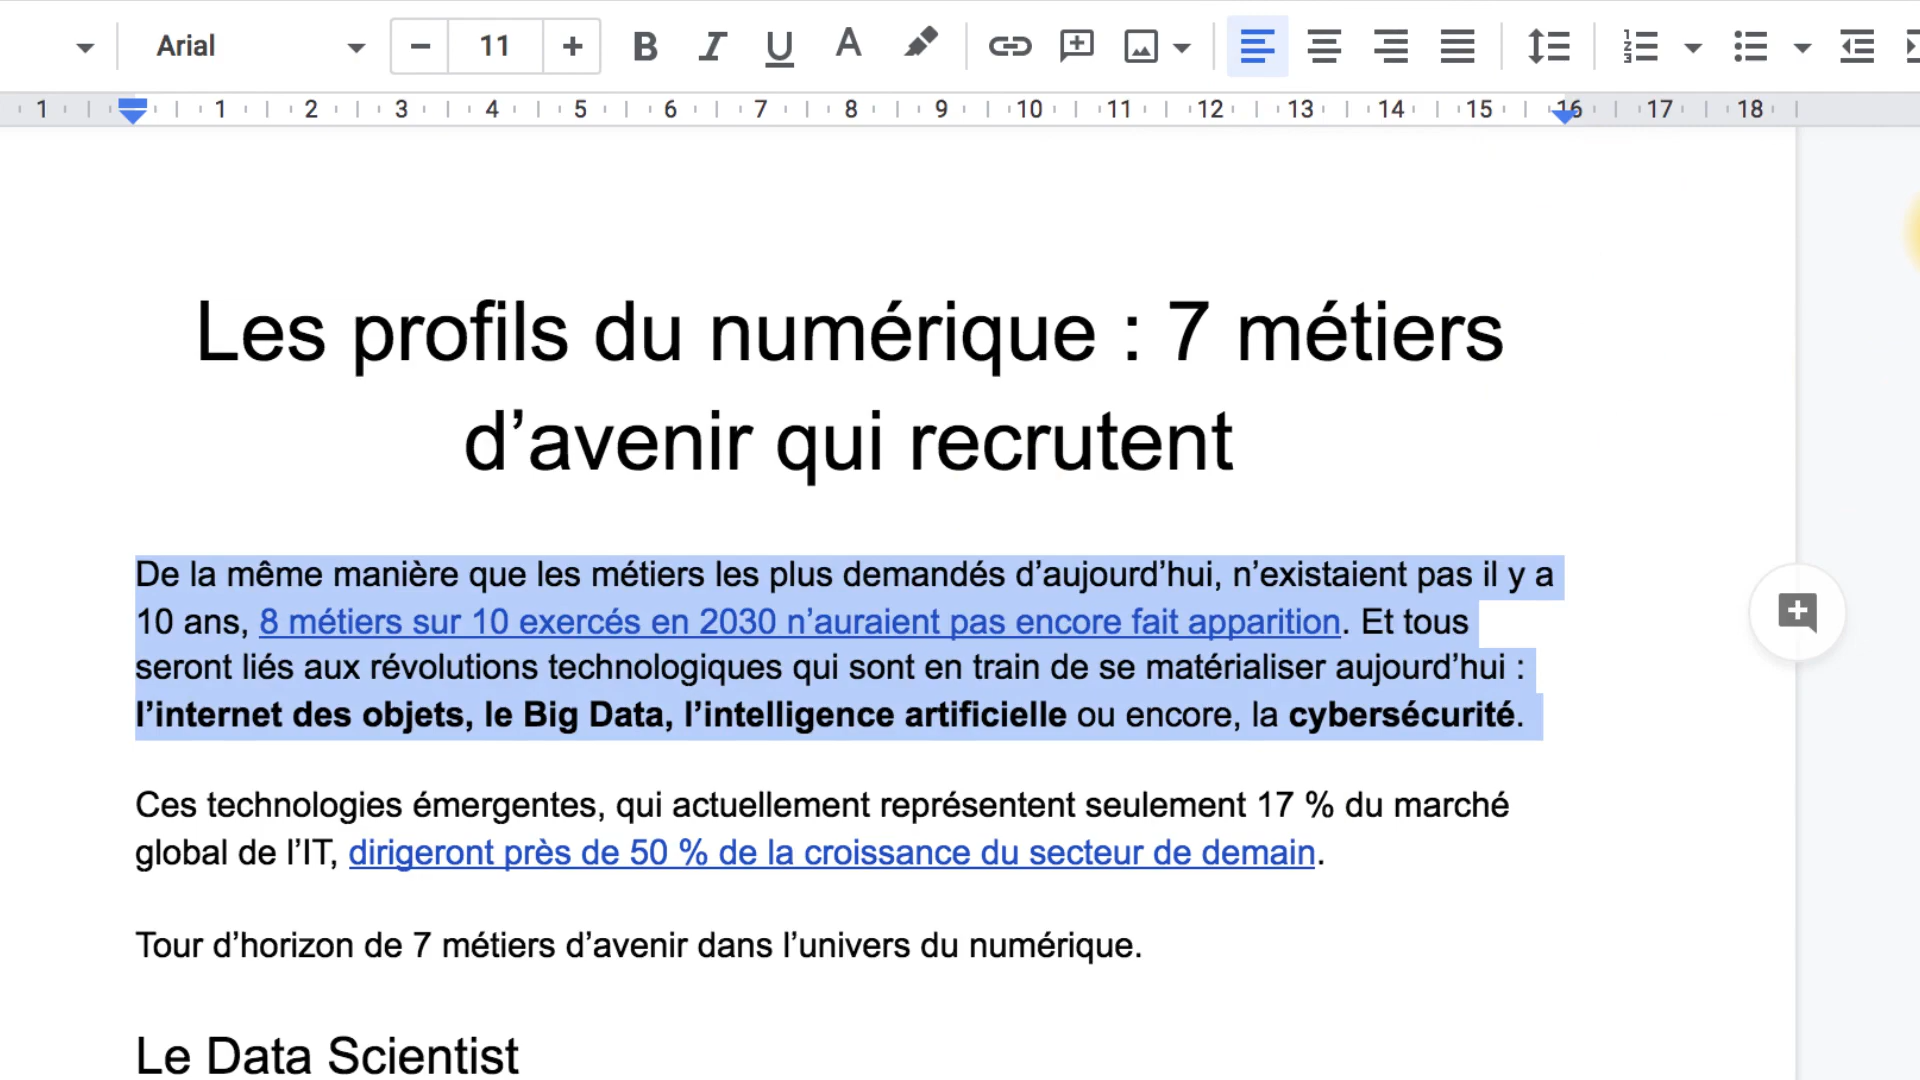 Arial
11
1 1 2 3 4 5 6 7 8 9 10 11 12 13 14 15 16 17 18
Les profils du numérique : 7 métiers
d’avenir qui recrutent
De la même manière que les métiers les plus demandés d’aujourd’hui, n’existaient pas il y a
10 ans, 8 métiers sur 10 exercés en 2030 n’auraient pas encore fait apparition. Et tous
seront liés aux révolutions technologiques qui sont en train de se matérialiser aujourd’hui :
l’internet des objets, le Big Data, l’intelligence artificielle ou encore, la cybersécurité.
Ces technologies émergentes, qui actuellement représentent seulement 17 % du marché
global de l’IT, dirigeront près de 50 % de la croissance du secteur de demain.
Tour d’horizon de 7 métiers d’avenir dans l’univers du numérique.
Le Data Scientist